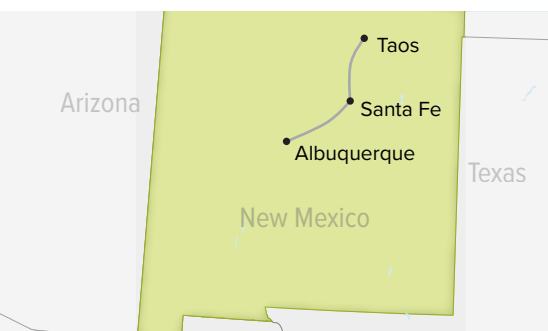 Taos
Arizona
Santa Fe
Albuquerque
Texas
New Mexico